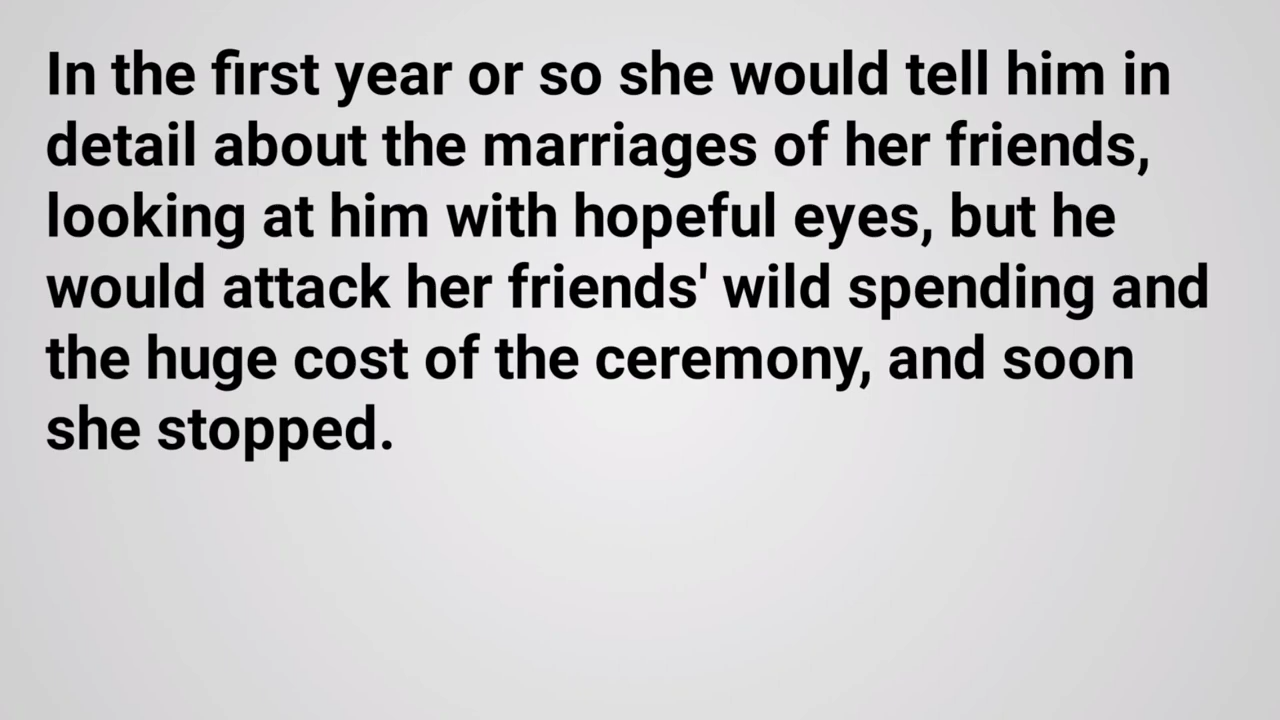 In the first year or so she would tell him in
detail about the marriages of her friends,
looking at him with hopeful eyes, but he
would attack her friends' wild spending and
the huge cost of the ceremony, and soon
she stopped.